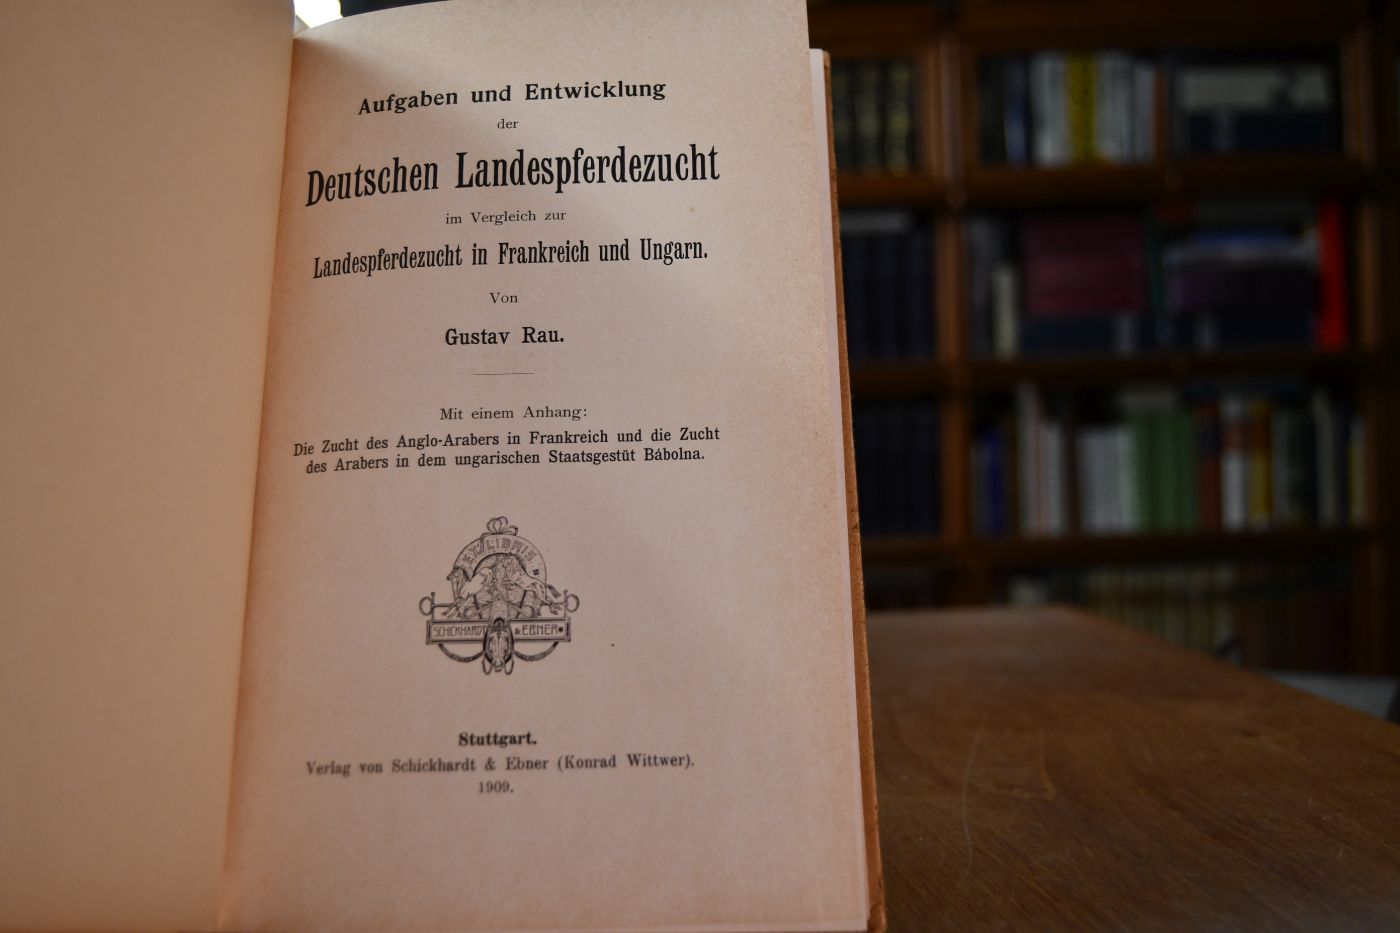 Aufgaben und Entwicklung
der
Deutschen Landespferdezucht
im Vergleich zur
Landespferdezucht in Frankreich und Ungarn.
Von
Gustav Rau.
Mit einem Anhang:
Die Zucht des Anglo-Arabers in Frankreich und die Zucht
des Arabers in dem ungarischen Staatsgestüt Bábolna.
EX LIBRIS
SCHICKHARDT & EBNER
Stuttgart.
Verlag von Schickhardt & Ebner (Konrad Wittwer).
1909.